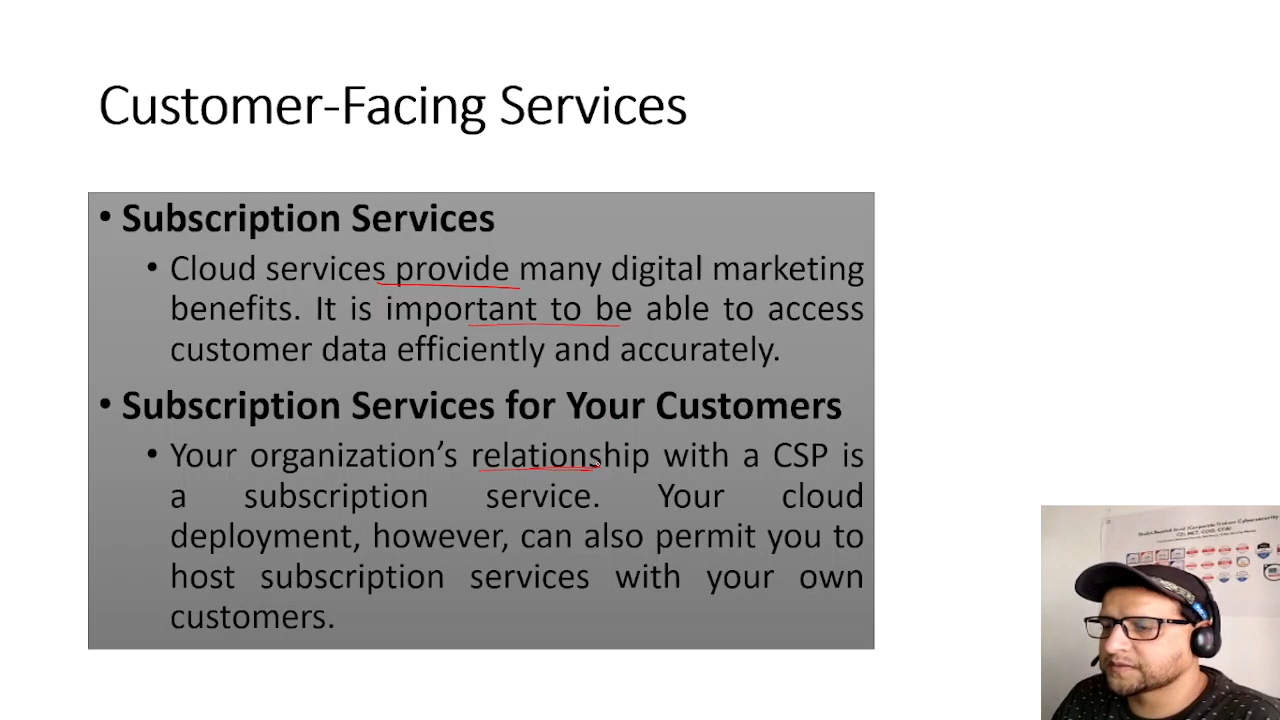 Customer-Facing Services
• Subscription Services
• Cloud services provide many digital marketing
benefits. It is important to be able to access
customer data efficiently and accurately.
• Subscription Services for Your Customers
• Your organization’s relationship with a CSP is
a subscription service. Your cloud
deployment, however, can also permit you to
host subscription services with your own
customers.